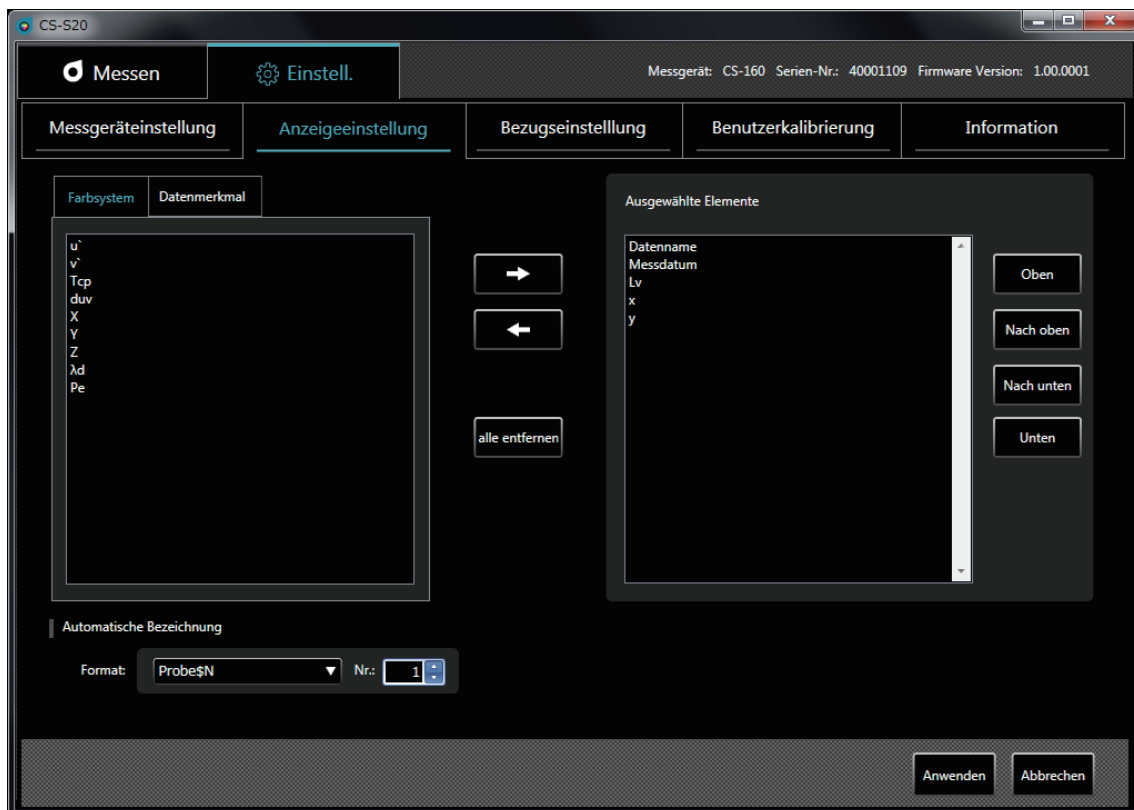 CS-S20
Messen
Einstell.
Messgerät: CS-160 Serien-Nr.: 40001109 Firmware Version: 1.00.0001
Messgeräteinstellung
Anzeigeeinstellung
Bezugseinstelllung
Benutzerkalibrierung
Information
Farbsystem
Datenmerkmal
u`
v`
Tcp
duv
X
Y
Z
λd
Pe
alle entfernen
Ausgewählte Elemente
Datenname
Messdatum
Lv
x
y
Oben
Nach oben
Nach unten
Unten
Automatische Bezeichnung
Format: Probe$N Nr.: 1
Anwenden
Abbrechen